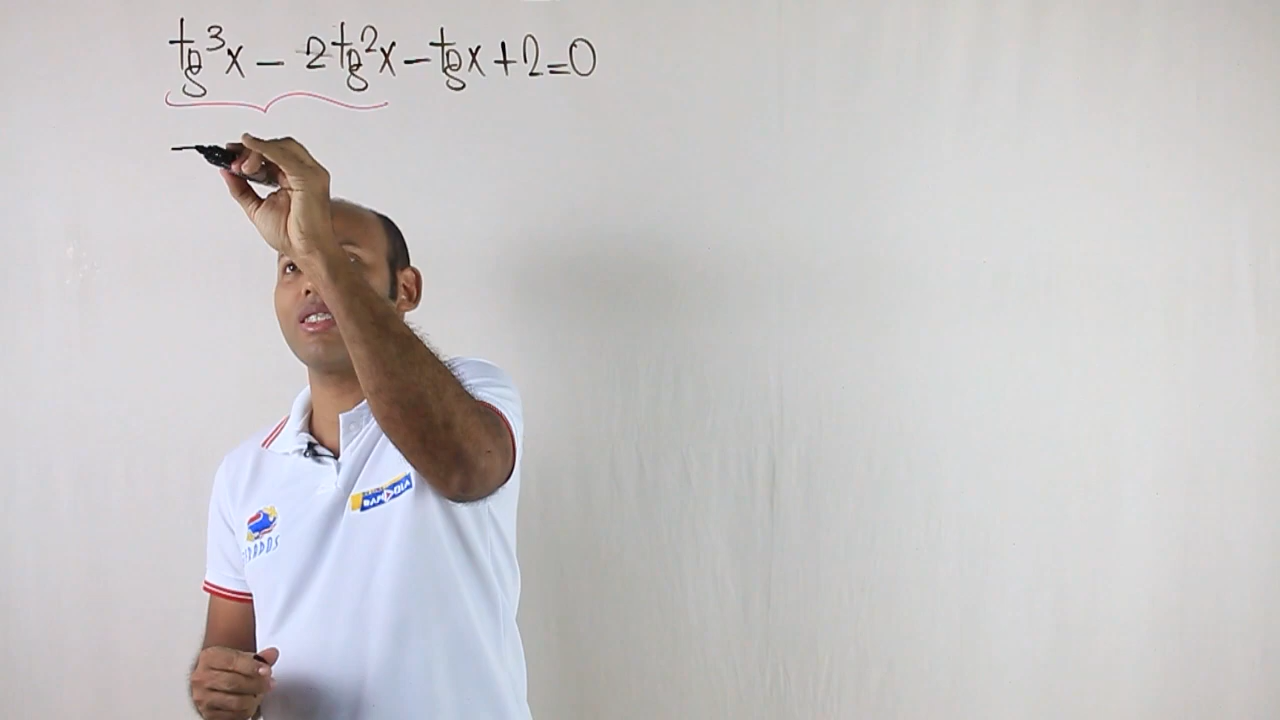 tg³x − 2tg²x − tgx + 2 = 0